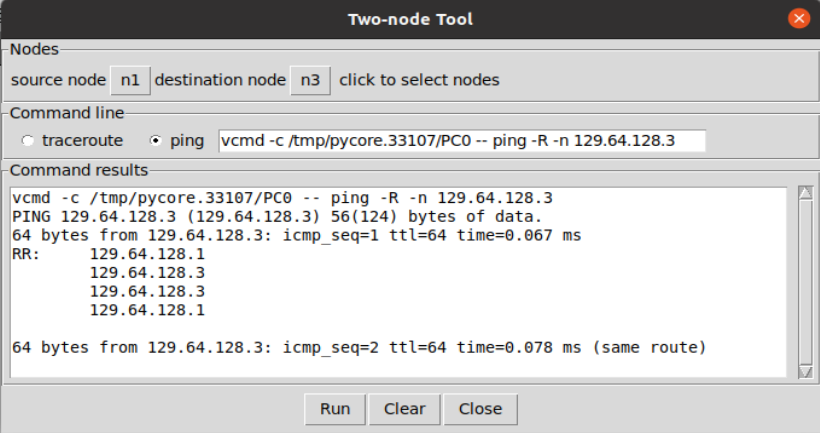 Two-node Tool
Nodes
source node n1 destination node n3 click to select nodes
Command line
traceroute ping vcmd -c /tmp/pycore.33107/PC0 -- ping -R -n 129.64.128.3
Command results
vcmd -c /tmp/pycore.33107/PC0 -- ping -R -n 129.64.128.3
PING 129.64.128.3 (129.64.128.3) 56(124) bytes of data.
64 bytes from 129.64.128.3: icmp_seq=1 ttl=64 time=0.067 ms
RR:     129.64.128.1
        129.64.128.3
        129.64.128.3
        129.64.128.1
64 bytes from 129.64.128.3: icmp_seq=2 ttl=64 time=0.078 ms (same route)
Run Clear Close